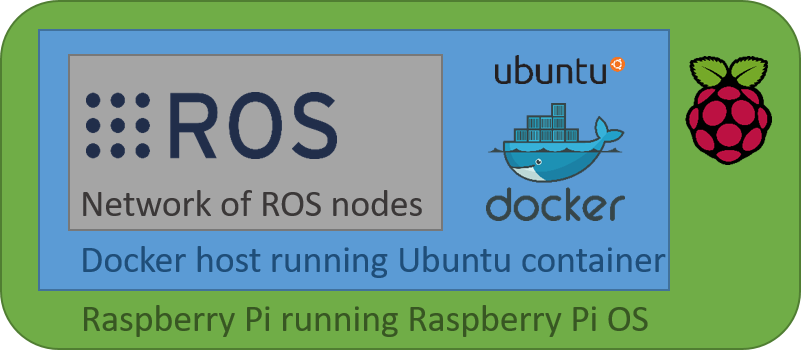 ubuntu
ROS
docker
Network of ROS nodes
Docker host running Ubuntu container
Raspberry Pi running Raspberry Pi OS